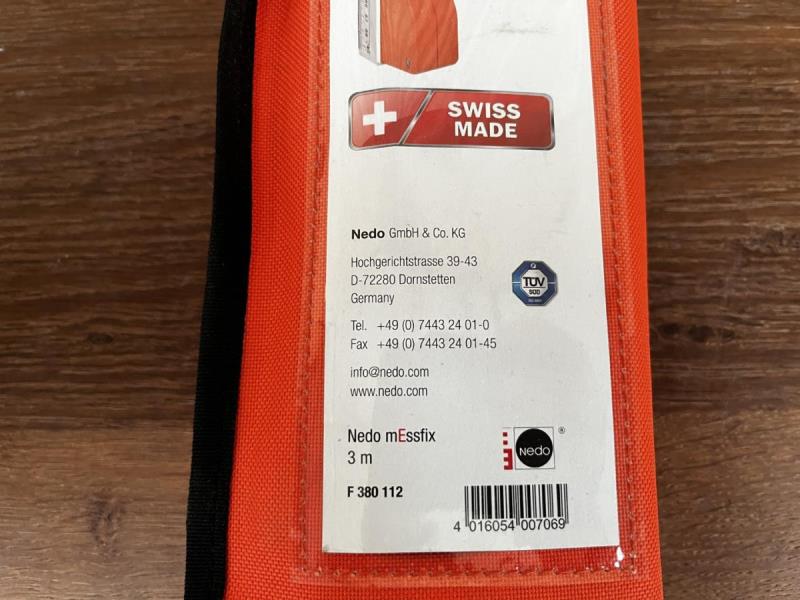 SWISS
MADE
Nedo GmbH & Co. KG
Hochgerichtstrasse 39-43
D-72280 Dornstetten
Germany
TÜV
SÜD
Tel. +49 (0) 7443 24 01-0
Fax +49 (0) 7443 24 01-45
info@nedo.com
www.nedo.com
Nedo mEssfix
3 m
Nedo ®
F 380 112
4 016054 007069